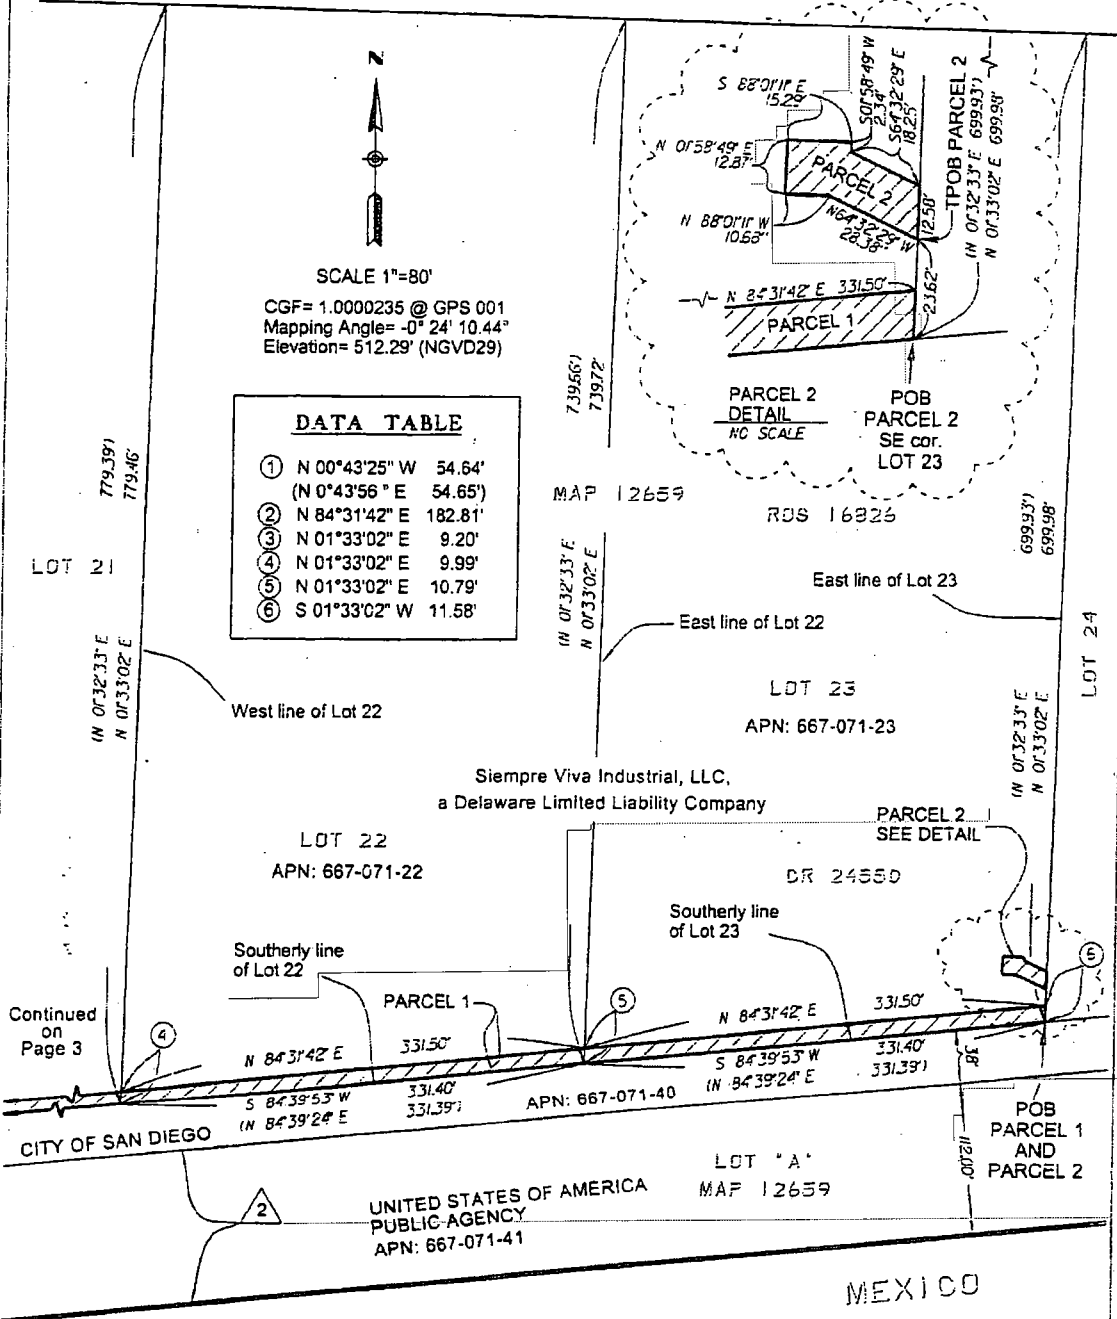 N
SCALE 1"=80'
CGF= 1.0000235 @ GPS 001
Mapping Angle= -0° 24' 10.44"
Elevation= 512.29' (NGVD29)
DATA TABLE
1 N 00°43'25" W 54.64'
(N 0°43'56" E 54.65')
2 N 84°31'42" E 182.81'
3 N 01°33'02" E 9.20'
4 N 01°33'02" E 9.99'
5 N 01°33'02" E 10.79'
6 S 01°33'02" W 11.58'
S 88°01'11" E
15.29'
S01°58'49" W
2.34'
S64°32'29" E
18.25'
N 01°58'49" E
12.87'
PARCEL 2
N 88°01'11" W
10.68'
N64°32'29" W
28.38'
12.58'
TPOB PARCEL 2
(N 01°32'33" E 699.93')
N 01°33'02" E 699.98'
N 84°31'42" E 331.50'
23.62'
PARCEL 1
PARCEL 2
DETAIL
NO SCALE
POB
PARCEL 2
SE cor.
LOT 23
779.39')
779.46'
739.66')
739.72'
699.93')
699.98'
MAP 12659
ROS 16826
LOT 21
East line of Lot 23
East line of Lot 22
LOT 24
(N 01°32'33" E
N 01°33'02" E
West line of Lot 22
(N 01°32'33" E
N 01°33'02" E
LOT 23
APN: 667-071-23
(N 01°32'33" E
N 01°33'02" E
Siempre Viva Industrial, LLC,
a Delaware Limited Liability Company
PARCEL 2
SEE DETAIL
LOT 22
APN: 667-071-22
DR 24550
Southerly line
of Lot 23
Southerly line
of Lot 22
PARCEL 1
Continued
on
Page 3
4
5
6
N 84°31'42" E 331.50'
N 84°31'42" E 331.50'
S 84°39'53" W 331.40'
(N 84°39'24" E 331.39')
S 84°39'53" W 331.40'
(N 84°39'24" E 331.39')
APN: 667-071-40
38'
CITY OF SAN DIEGO
POB
PARCEL 1
AND
PARCEL 2
112.00'
LOT "A"
MAP 12659
2
UNITED STATES OF AMERICA
PUBLIC AGENCY
APN: 667-071-41
MEXICO